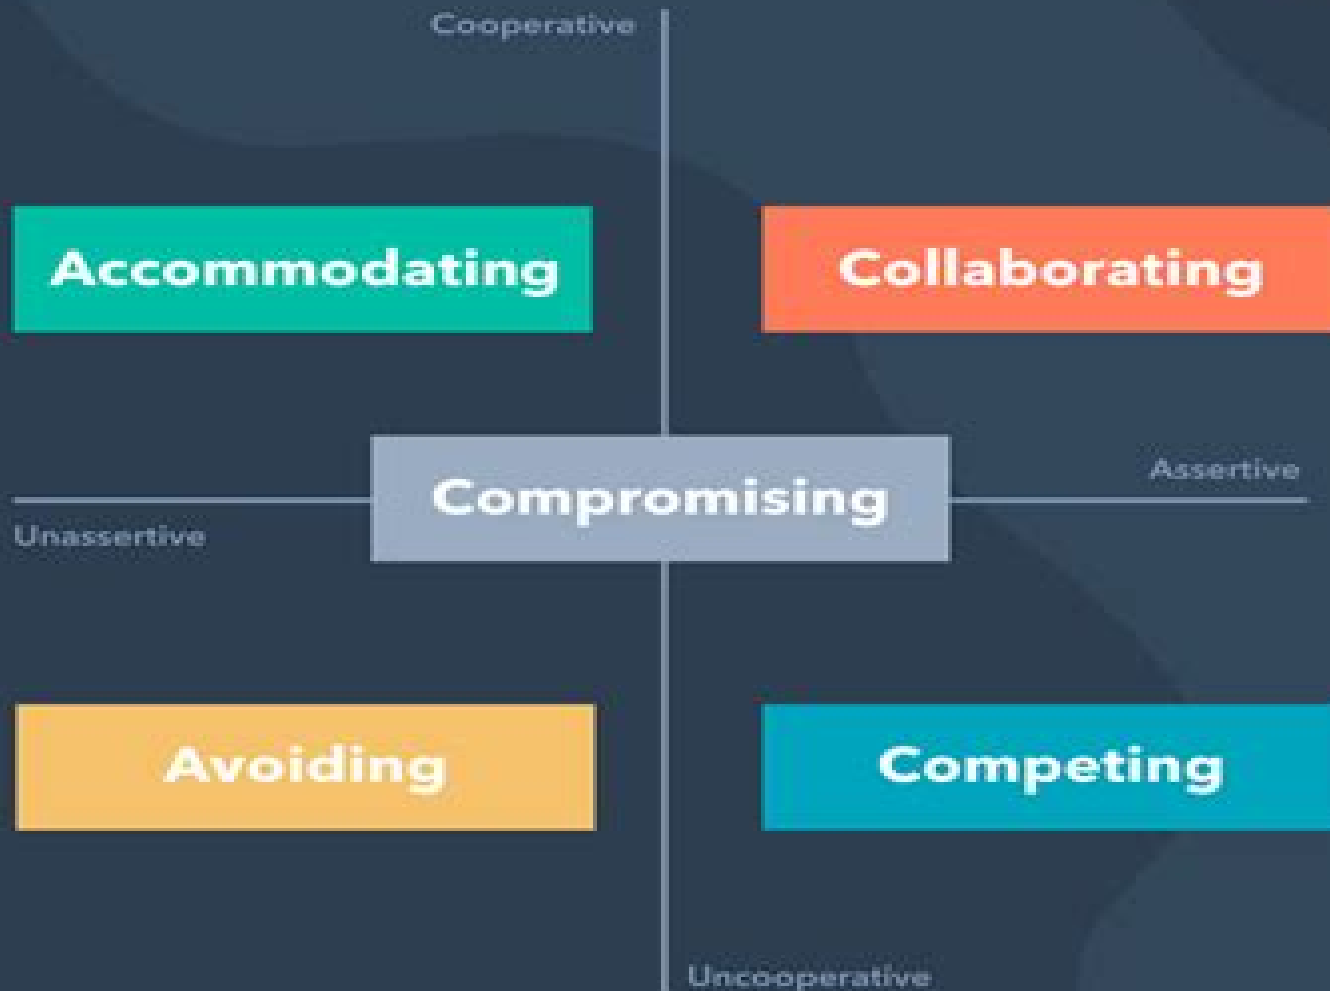 Cooperative
Accommodating
Collaborating
Assertive
Compromising
Unassertive
Avoiding
Competing
Uncooperative